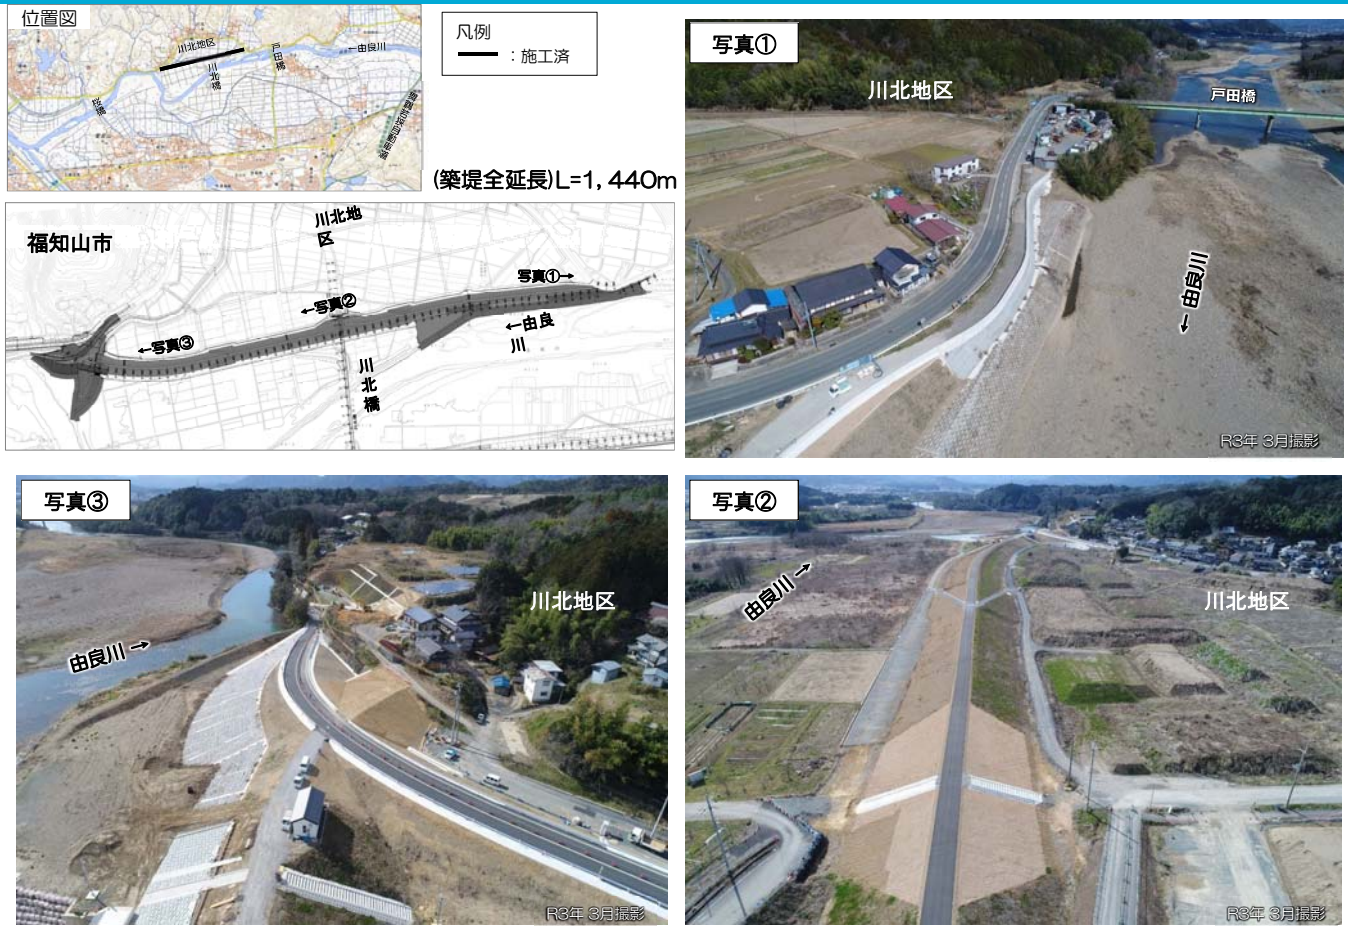 位置図
川北地区
戸田橋
←由良川
川北橋
桜橋
凡例
：施工済
(築堤全延長)L=1,440m
福知山市
川北地
区
写真①→
←写真②
←写真③
←由良
川
川北橋
写真①
川北地区
戸田橋
←由良川
R3年 3月撮影
写真③
川北地区
由良川→
R3年 3月撮影
写真②
由良川→
川北地区
R3年 3月撮影